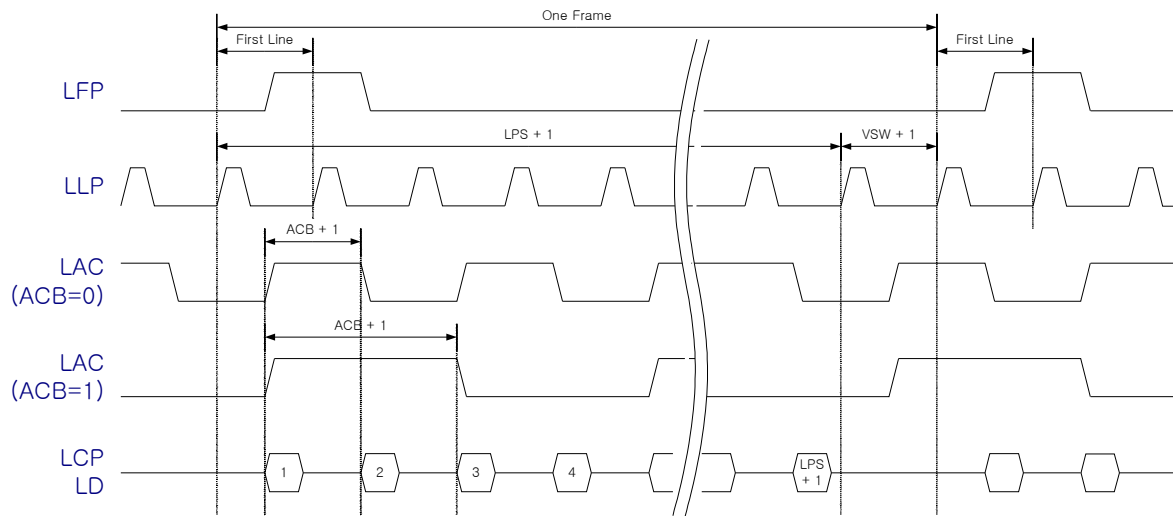 One Frame
First Line
First Line
LFP
LPS + 1
VSW + 1
LLP
ACB + 1
LAC
(ACB=0)
ACB + 1
LAC
(ACB=1)
LCP
LD
1
2
3
4
LPS
+ 1